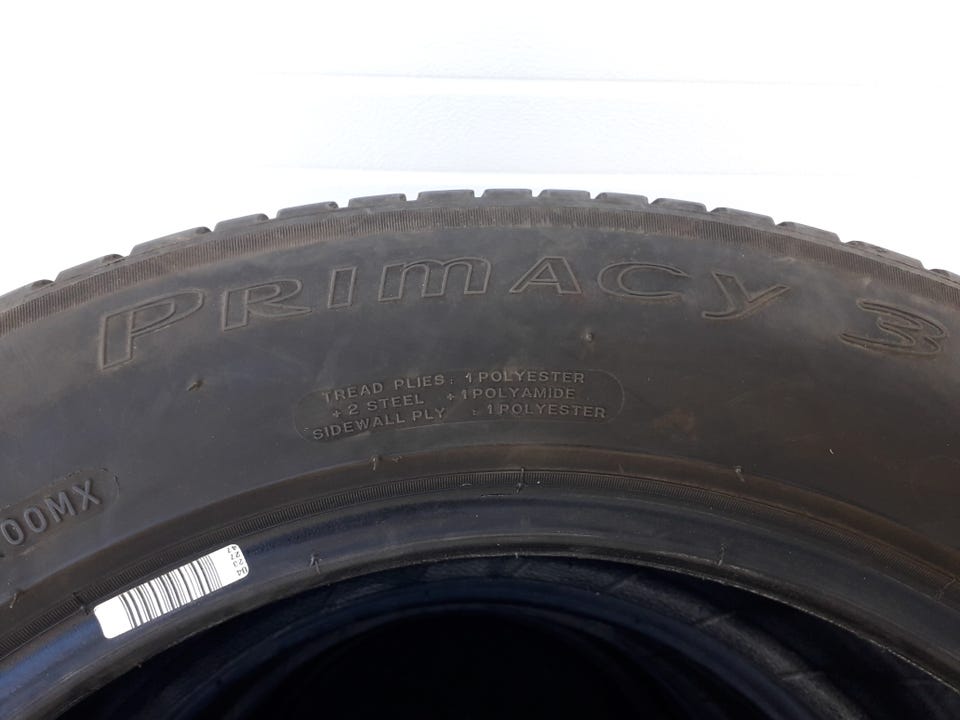 PRIMACY 3
TREAD PLIES: 1 POLYESTER
+ 2 STEEL + 1 POLYAMIDE
SIDEWALL PLY : 1 POLYESTER
00MX